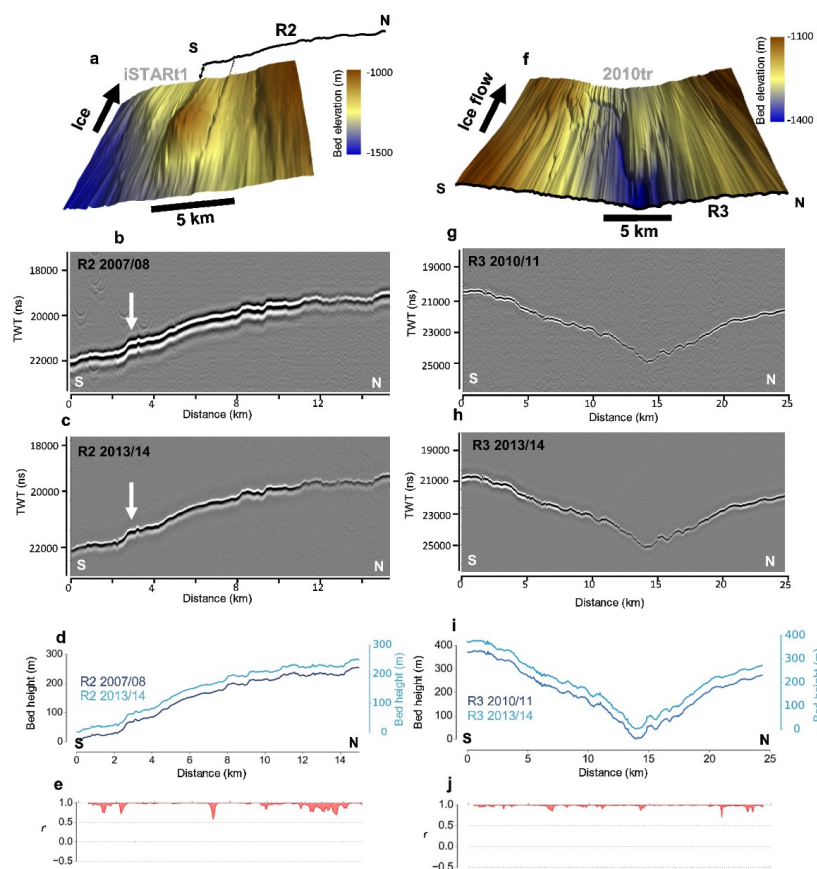 a
iSTARt1
S
R2
N
Ice
Bed elevation (m)
-1000
-1500
5 km
f
2010tr
Ice flow
Bed elevation (m)
-1100
-1400
S
R3
N
5 km
b
R2 2007/08
TWT (ns)
18000
20000
22000
S
N
0
4
8
12
Distance (km)
c
R2 2013/14
TWT (ns)
17000
20000
22000
S
N
0
4
8
12
Distance (km)
d
Bed height (m)
300
200
100
0
R2 2007/08
R2 2013/14
300
200
100
0
Bed height (m)
S
N
0 2 4 6 8 10 12 14
Distance (km)
e
r
1.0
0.5
0.0
−0.5
g
R3 2010/11
TWT (ns)
19000
21000
23000
25000
S
N
0 5 10 15 20 25
Distance (km)
h
R3 2013/14
TWT (ns)
19000
21000
23000
25000
S
N
0 5 10 15 20 25
Distance (km)
i
Bed height (m)
400
300
200
100
0
R3 2010/11
R3 2013/14
400
300
200
100
0
Bed height (m)
S
N
0 5 10 15 20 25
Distance (km)
j
1.0
0.5
0.0
−0.5